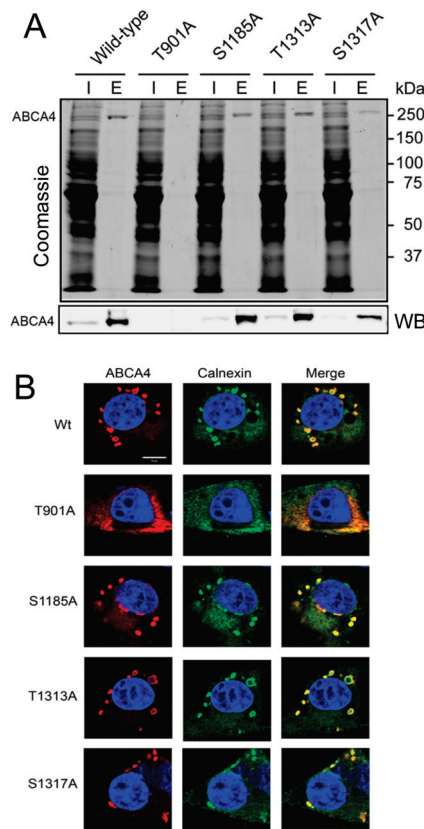 A
Wild-type T901A S1185A T1313A S1317A
I E I E I E I E I E
kDa
ABCA4
250
150
100
75
50
37
Coomassie
ABCA4
WB
B
ABCA4 Calnexin Merge
Wt
T901A
S1185A
T1313A
S1317A